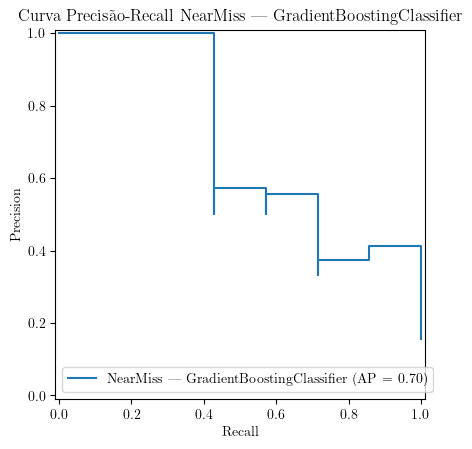 Curva Precisão-Recall NearMiss — GradientBoostingClassifier
1.0
0.8
0.6
0.4
0.2
0.0
Precision
NearMiss — GradientBoostingClassifier (AP = 0.70)
0.0 0.2 0.4 0.6 0.8 1.0
Recall